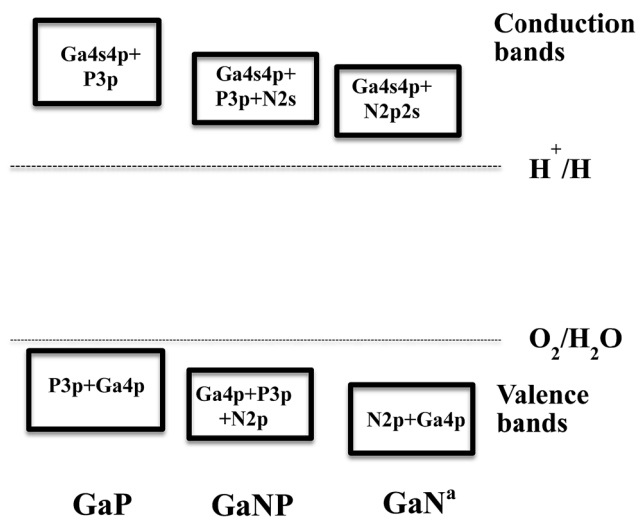 Conduction
bands
Ga4s4p+
P3p
Ga4s4p+
P3p+N2s
Ga4s4p+
N2p2s
H⁺/H
O₂/H₂O
P3p+Ga4p
Ga4p+P3p
+N2p
N2p+Ga4p
Valence
bands
GaP GaNP GaNᵃ